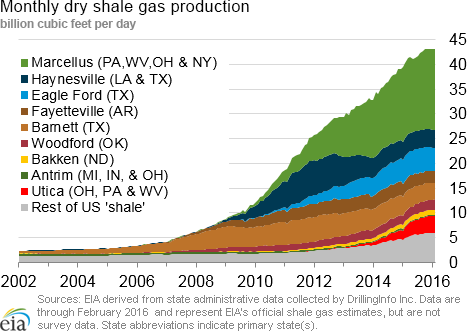 Monthly dry shale gas production
billion cubic feet per day
Marcellus (PA,WV,OH & NY)
Haynesville (LA & TX)
Eagle Ford (TX)
Fayetteville (AR)
Barnett (TX)
Woodford (OK)
Bakken (ND)
Antrim (MI, IN, & OH)
Utica (OH, PA & WV)
Rest of US 'shale'
45
40
35
30
25
20
15
10
5
0
2002 2004 2006 2008 2010 2012 2014 2016
Sources: EIA derived from state administrative data collected by DrillingInfo Inc. Data are
through February 2016 and represent EIA's official shale gas estimates, but are not
survey data. State abbreviations indicate primary state(s).
eia